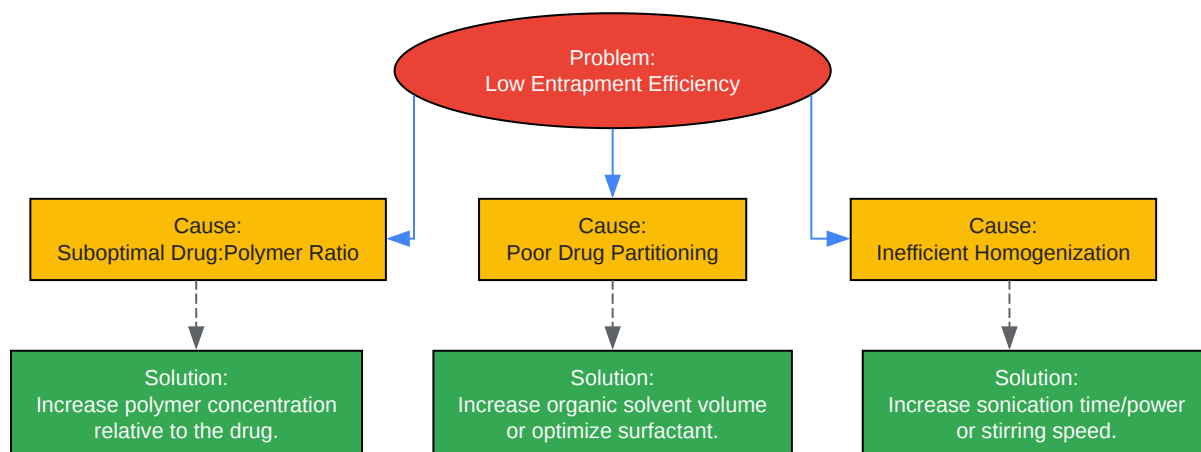 Problem:
Low Entrapment Efficiency
Cause:
Suboptimal Drug:Polymer Ratio
Cause:
Poor Drug Partitioning
Cause:
Inefficient Homogenization
Solution:
Increase polymer concentration
relative to the drug.
Solution:
Increase organic solvent volume
or optimize surfactant.
Solution:
Increase sonication time/power
or stirring speed.